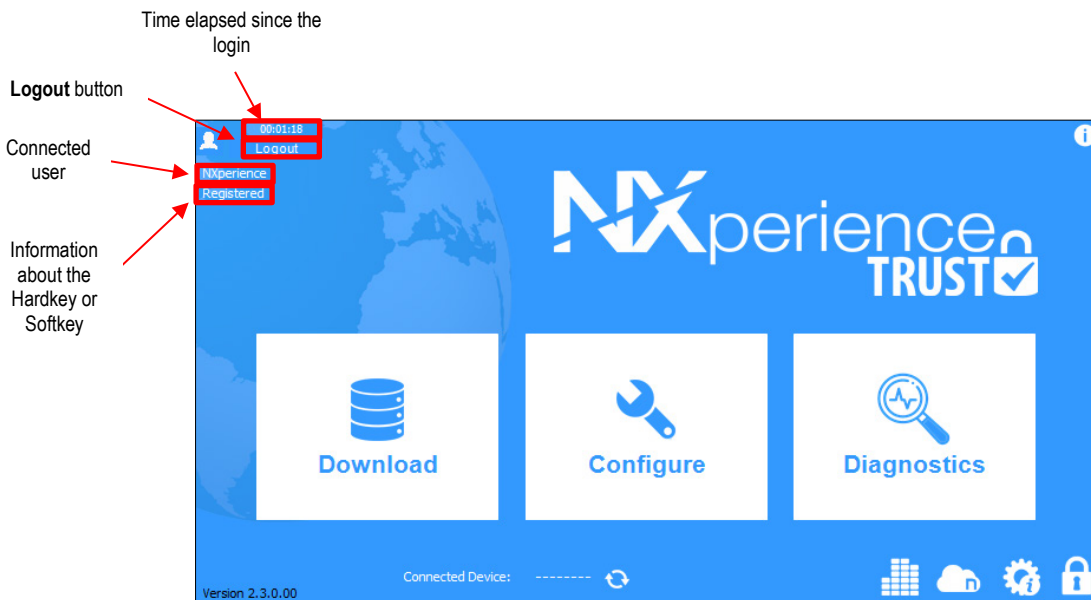 Time elapsed since the
login
Logout button
Connected
user
Information
about the
Hardkey or
Softkey
00:01:18
Logout
NXperience
Registered
i
NXperience
TRUST
Download
Configure
Diagnostics
Connected Device:
--------
n
i
Version 2.3.0.00